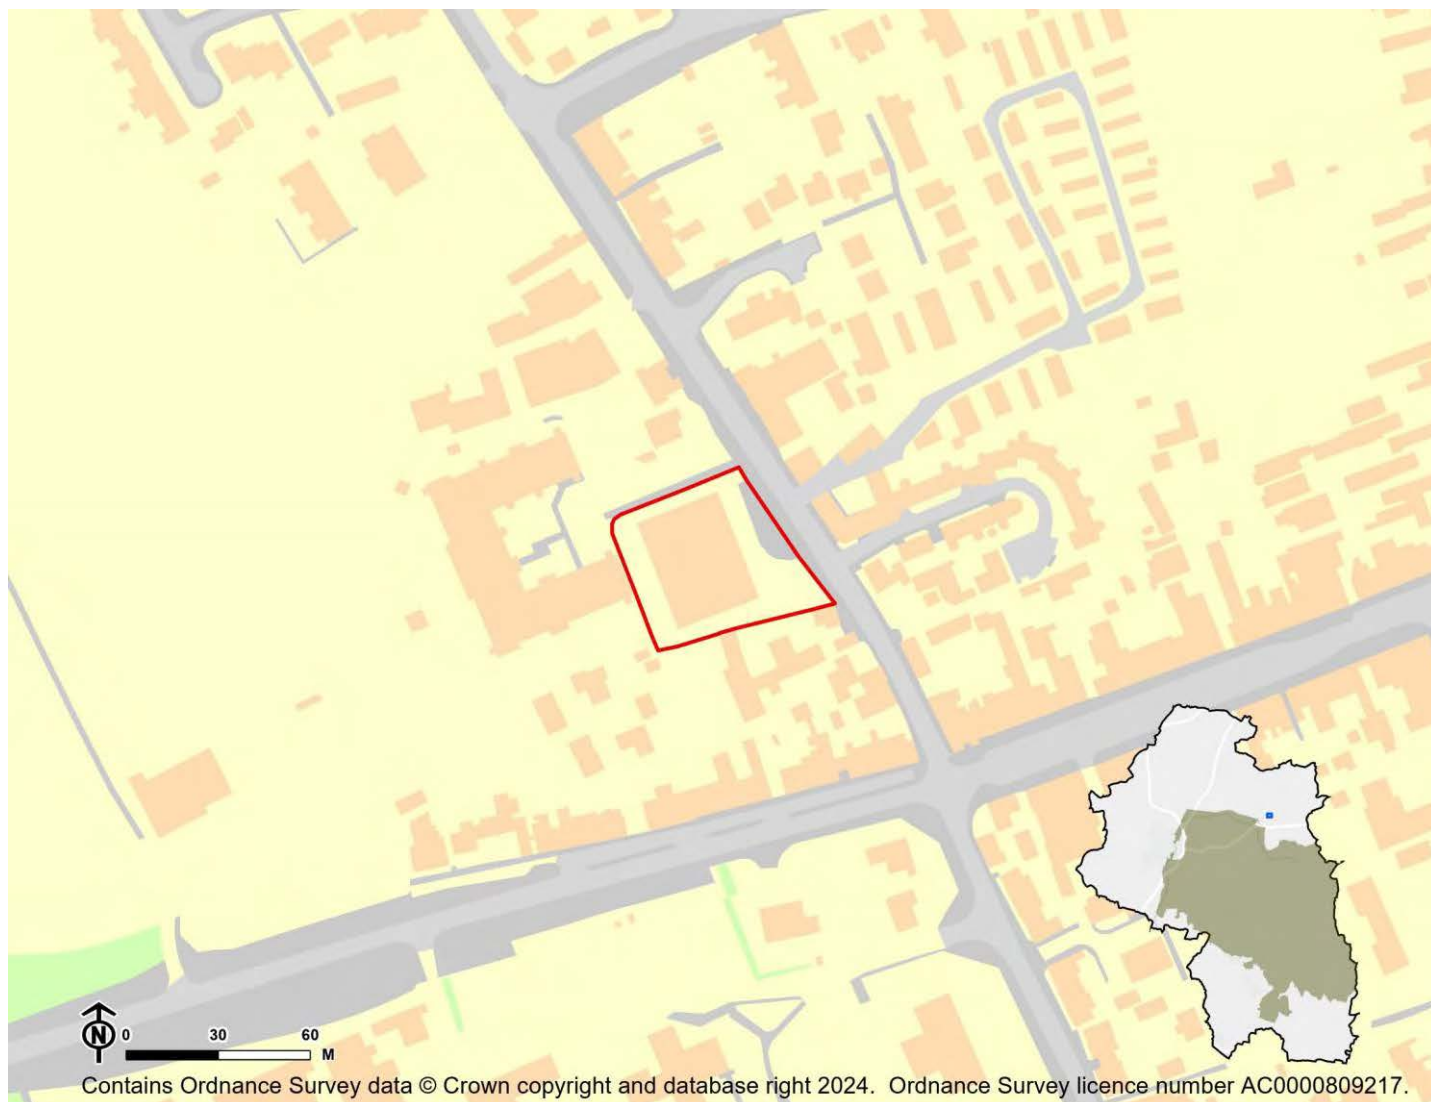 N
0 30 60
M
Contains Ordnance Survey data © Crown copyright and database right 2024. Ordnance Survey licence number AC0000809217.